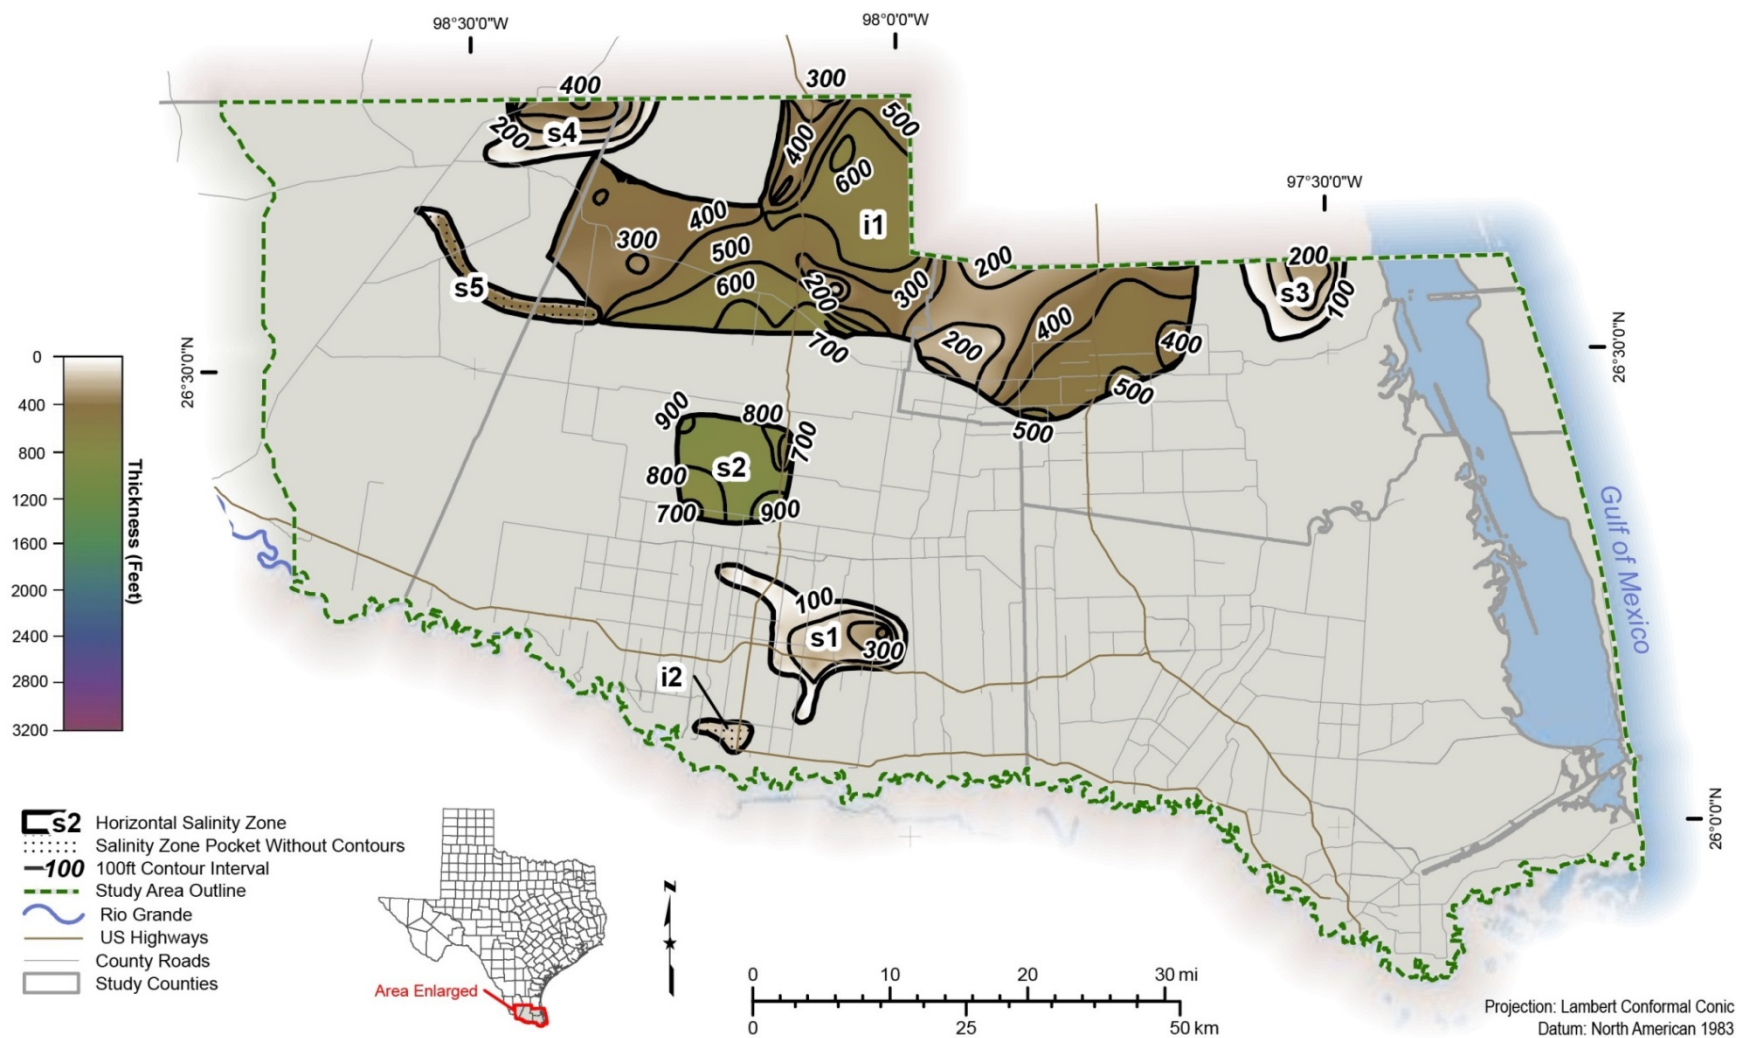 98°30'0"W
98°0'0"W
400
300
500
200
s4
400
600
97°30'0"W
400
i1
300
500
200
200
s5
600
200
300
s3
100
400
200
400
700
26°30'0"N
26°30'0"N
500
500
900
800
700
s2
800
700
900
0
400
800
1200
1600
2000
2400
2800
3200
Thickness (Feet)
Gulf of Mexico
100
s1
300
i2
26°0'0"N
s2 Horizontal Salinity Zone
Salinity Zone Pocket Without Contours
100 100ft Contour Interval
Study Area Outline
Rio Grande
US Highways
County Roads
Study Counties
Area Enlarged
N
0 10 20 30 mi
0 25 50 km
Projection: Lambert Conformal Conic
Datum: North American 1983